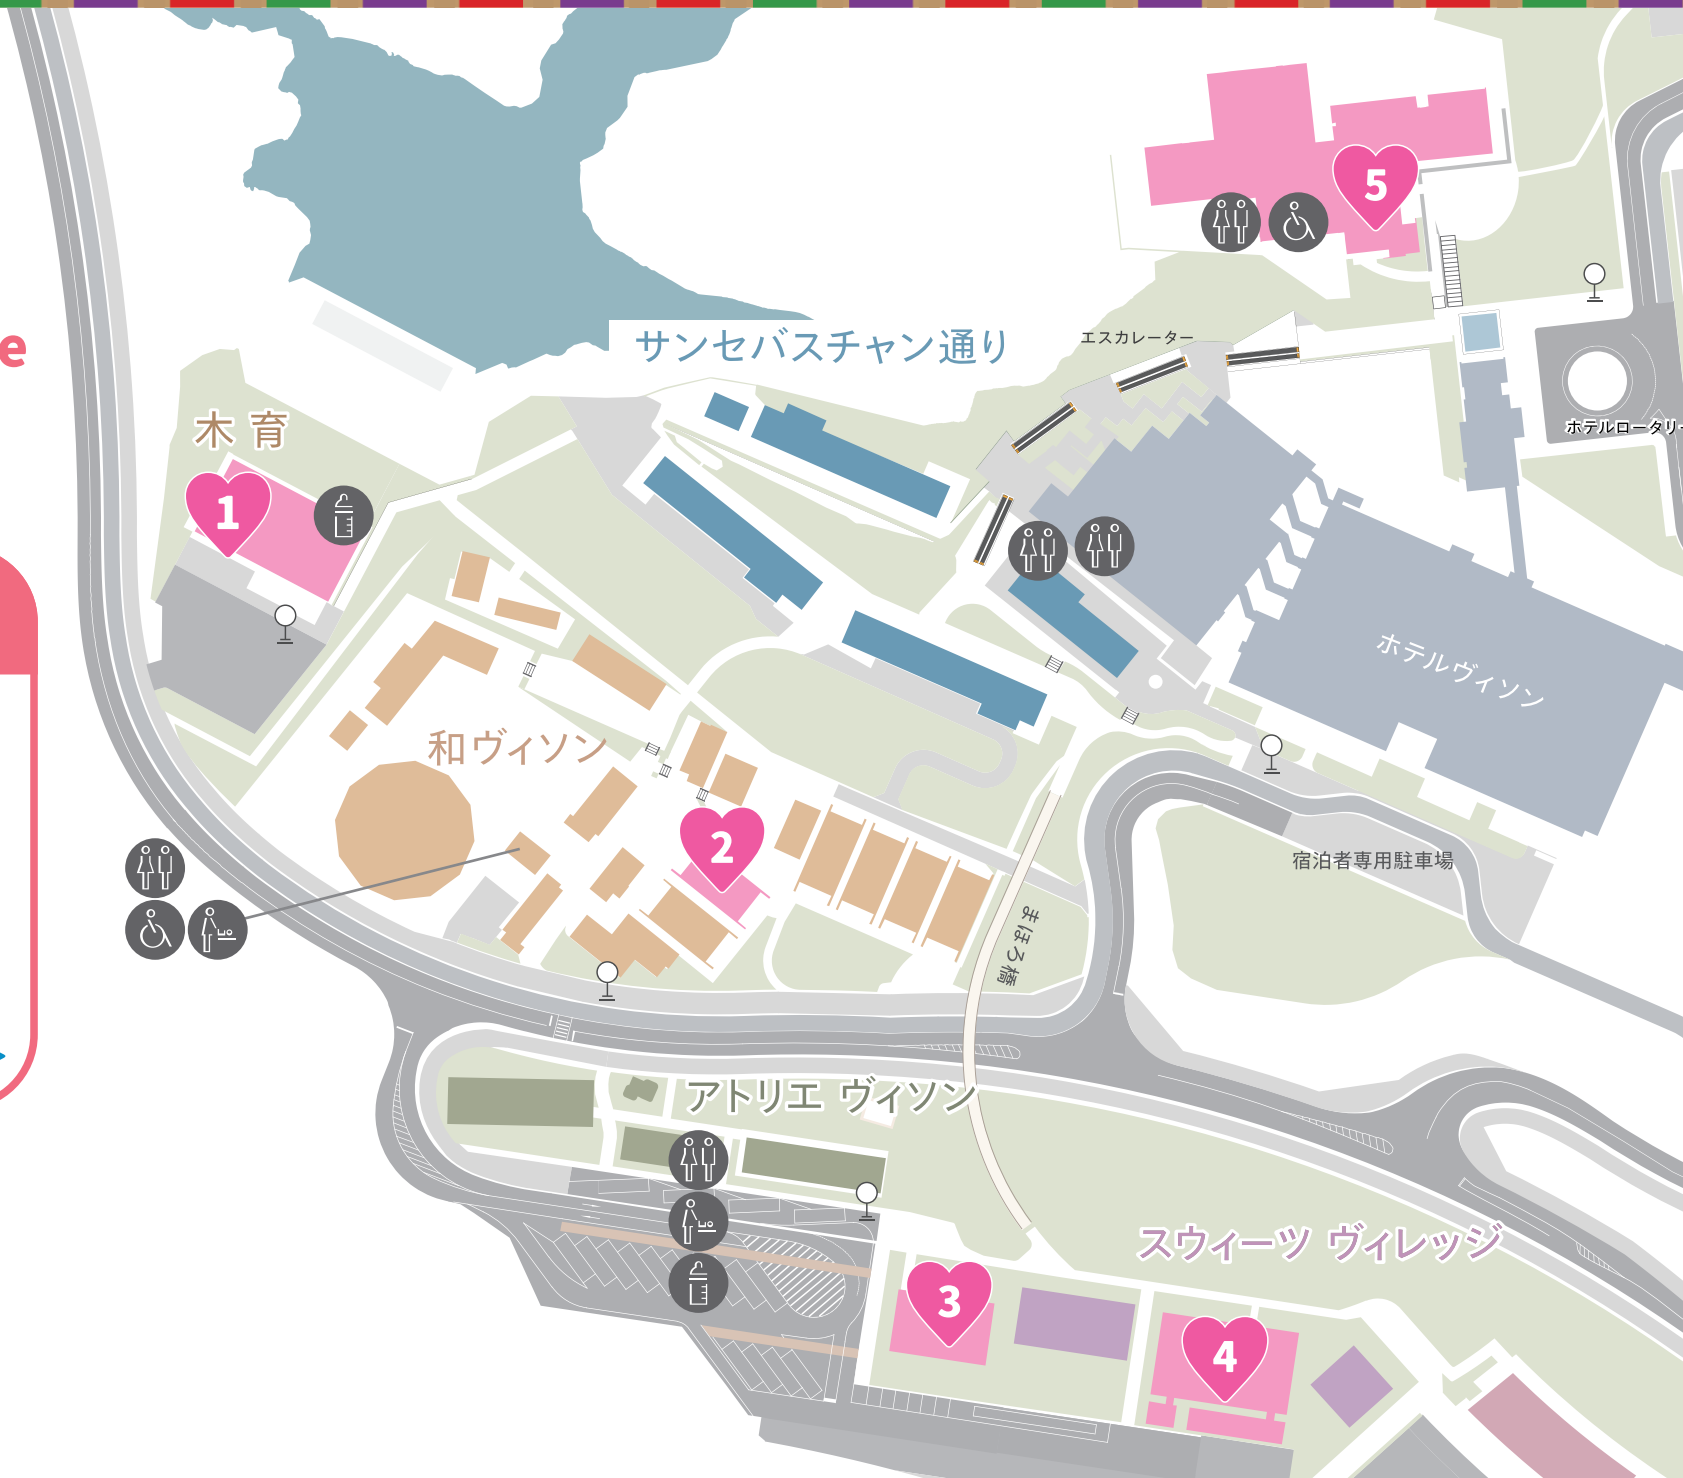 e
5
エスカレーター
サンセバスチャン通り
木 育
ホテルロータリー
1
ホテルヴィソン
和ヴィソン
2
宿泊者専用駐車場
まほろ橋
アトリエ ヴィソン
スウィーツ ヴィレッジ
3
4